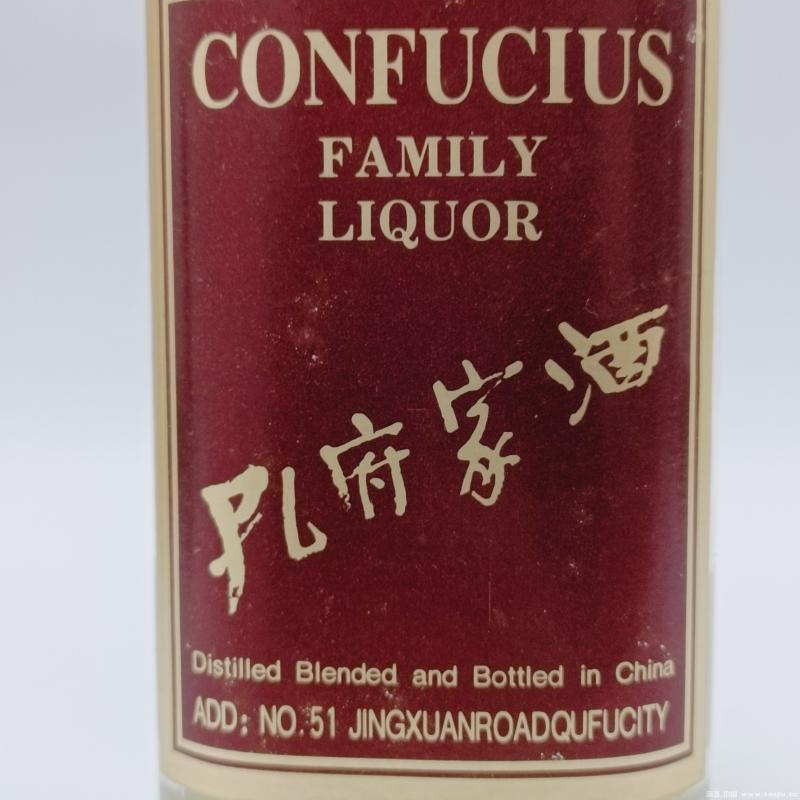 CONFUCIUS
FAMILY
LIQUOR
孔府家酒
Distilled Blended and Bottled in China
ADD: NO.51 JINGXUANROADQUFUCITY